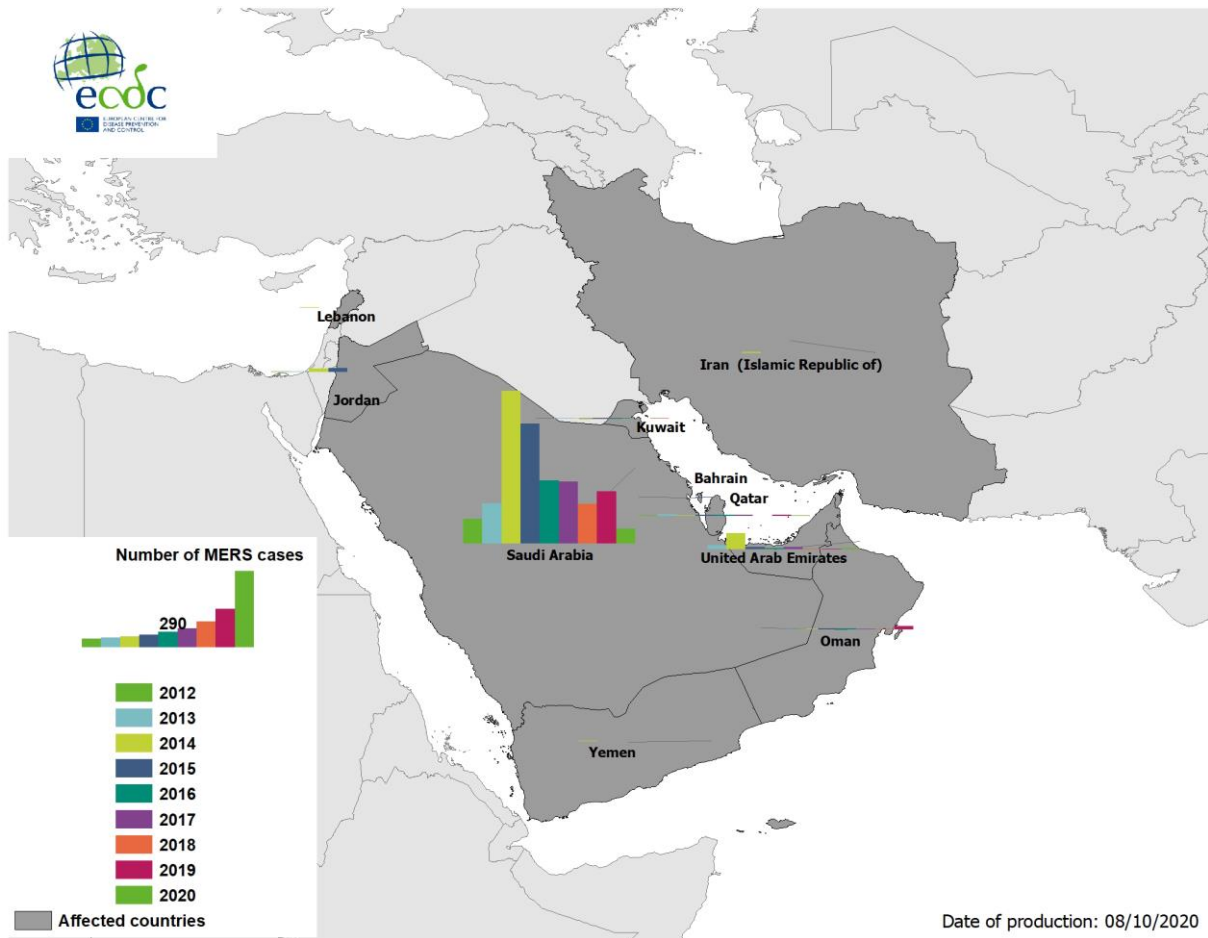 ecdc
EUROPEAN CENTRE FOR
DISEASE PREVENTION
AND CONTROL
Lebanon
Iran (Islamic Republic of)
Jordan
Kuwait
Bahrain
Qatar
Saudi Arabia
United Arab Emirates
Oman
Yemen
Number of MERS cases
290
2012
2013
2014
2015
2016
2017
2018
2019
2020
Affected countries
Date of production: 08/10/2020